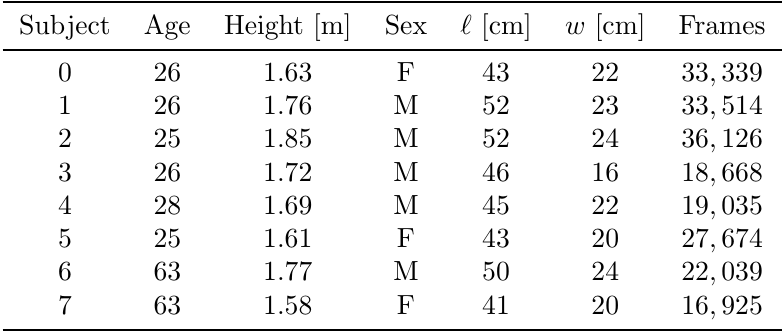 Subject Age Height [m] Sex ℓ [cm] w [cm] Frames
0 26 1.63 F 43 22 33,339
1 26 1.76 M 52 23 33,514
2 25 1.85 M 52 24 36,126
3 26 1.72 M 46 16 18,668
4 28 1.69 M 45 22 19,035
5 25 1.61 F 43 20 27,674
6 63 1.77 M 50 24 22,039
7 63 1.58 F 41 20 16,925